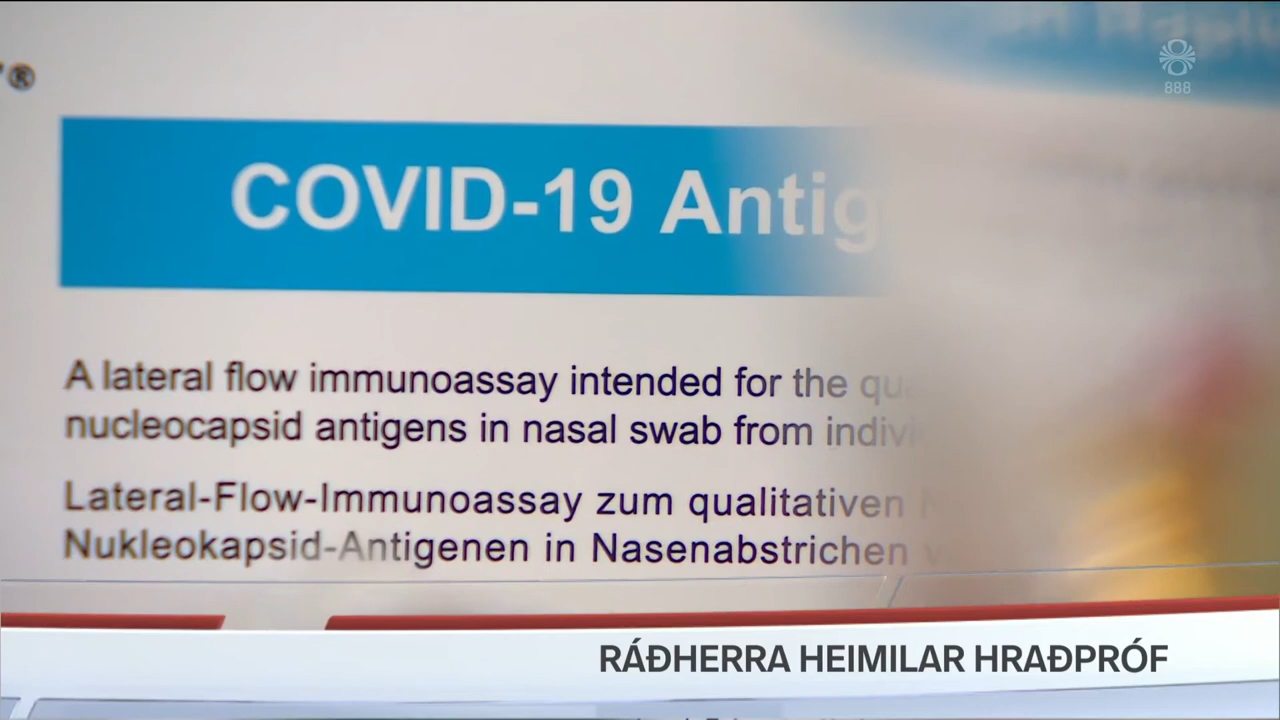 ®
888
COVID-19 Antig
A lateral flow immunoassay intended for the qu
nucleocapsid antigens in nasal swab from indivi
Lateral-Flow-Immunoassay zum qualitativen
Nukleokapsid-Antigenen in Nasenabstrichen v
RÁÐHERRA HEIMILAR HRAÐPRÓF